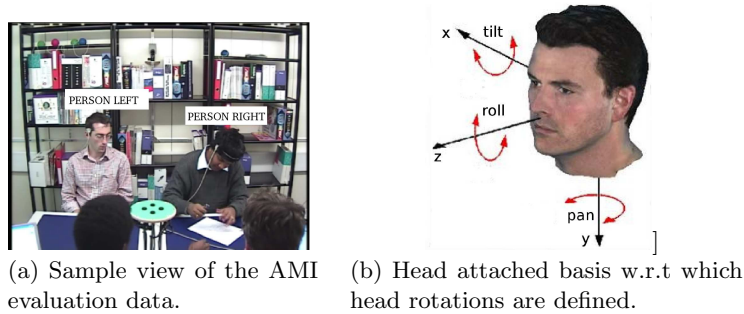 PERSON LEFT
PERSON RIGHT
x
tilt
roll
z
pan
y
]
(a) Sample view of the AMI
evaluation data.
(b) Head attached basis w.r.t which
head rotations are defined.